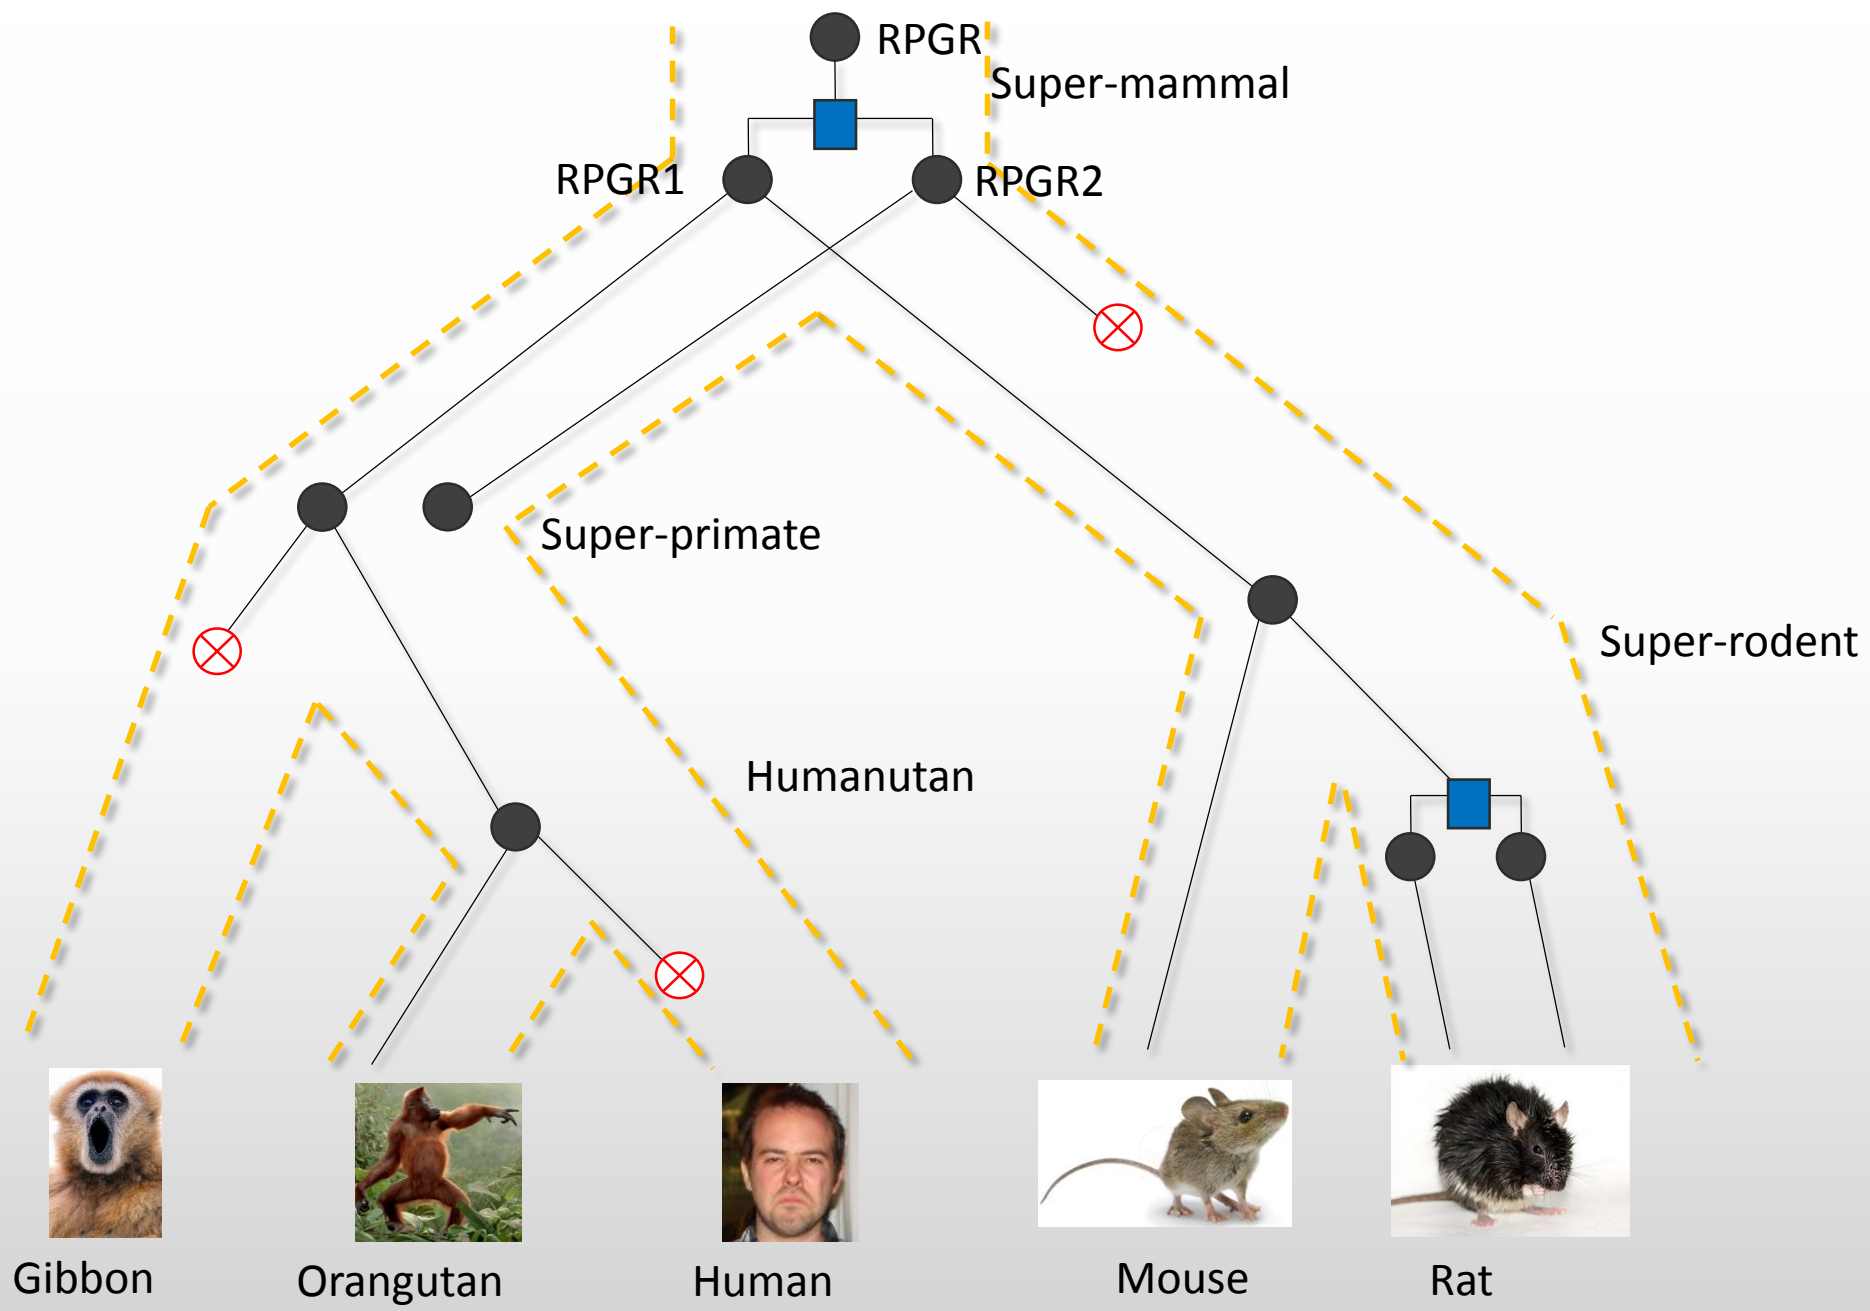 RPGR
Super-mammal
RPGR1
RPGR2
Super-primate
Super-rodent
Humanutan
Gibbon
Orangutan
Human
Mouse
Rat